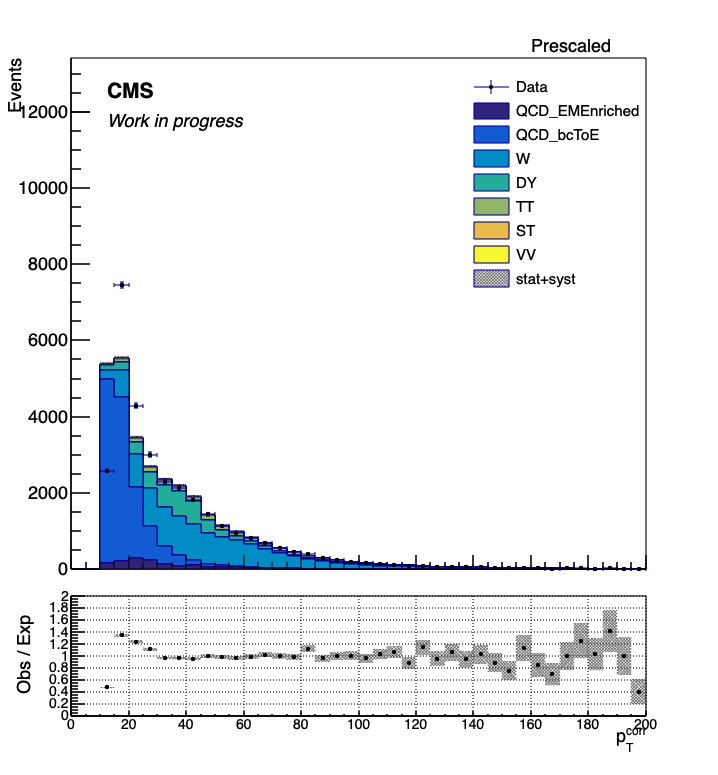 Prescaled
Events
CMS
Work in progress
Data
QCD_EMEnriched
QCD_bcToE
W
DY
TT
ST
VV
stat+syst
12000
10000
8000
6000
4000
2000
0
Obs / Exp
2
1.8
1.6
1.4
1.2
1
0.8
0.6
0.4
0.2
0
0 20 40 60 80 100 120 140 160 180 200
p_T^corr